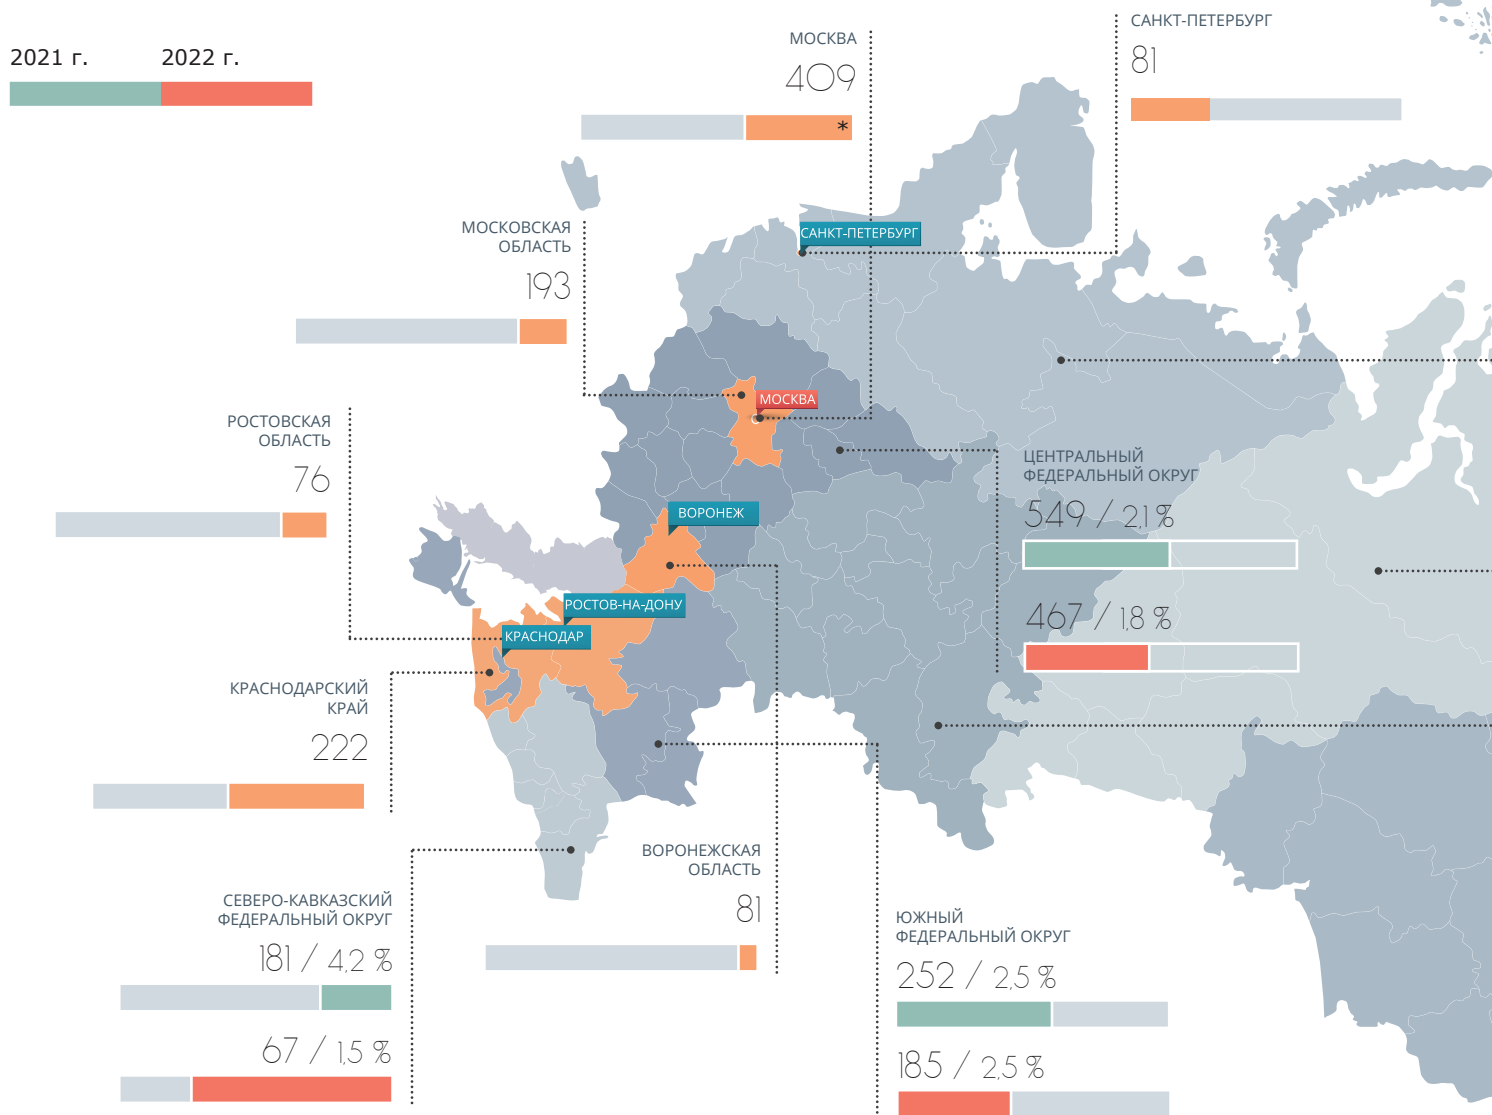 2021 г.
2022 г.
МОСКВА
409
*
САНКТ-ПЕТЕРБУРГ
81
МОСКОВСКАЯ
ОБЛАСТЬ
193
САНКТ-ПЕТЕРБУРГ
МОСКВА
РОСТОВСКАЯ
ОБЛАСТЬ
76
ЦЕНТРАЛЬНЫЙ
ФЕДЕРАЛЬНЫЙ ОКРУГ
549 / 2,1 %
467 / 1,8 %
ВОРОНЕЖ
РОСТОВ-НА-ДОНУ
КРАСНОДАР
КРАСНОДАРСКИЙ
КРАЙ
222
ВОРОНЕЖСКАЯ
ОБЛАСТЬ
81
СЕВЕРО-КАВКАЗСКИЙ
ФЕДЕРАЛЬНЫЙ ОКРУГ
181 / 4,2 %
67 / 1,5 %
ЮЖНЫЙ
ФЕДЕРАЛЬНЫЙ ОКРУГ
252 / 2,5 %
185 / 2,5 %